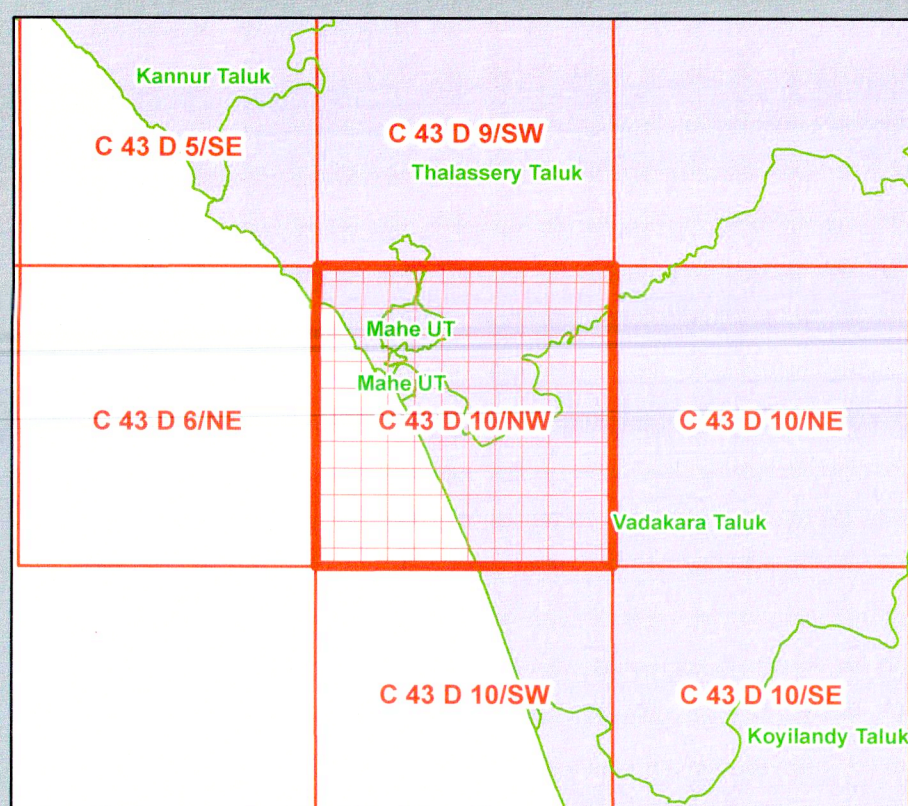 Kannur Taluk
C 43 D 5/SE
C 43 D 9/SW
Thalassery Taluk
Mahe UT
Mahe UT
C 43 D 6/NE
C 43 D 10/NW
C 43 D 10/NE
Vadakara Taluk
C 43 D 10/SW
C 43 D 10/SE
Koyilandy Taluk